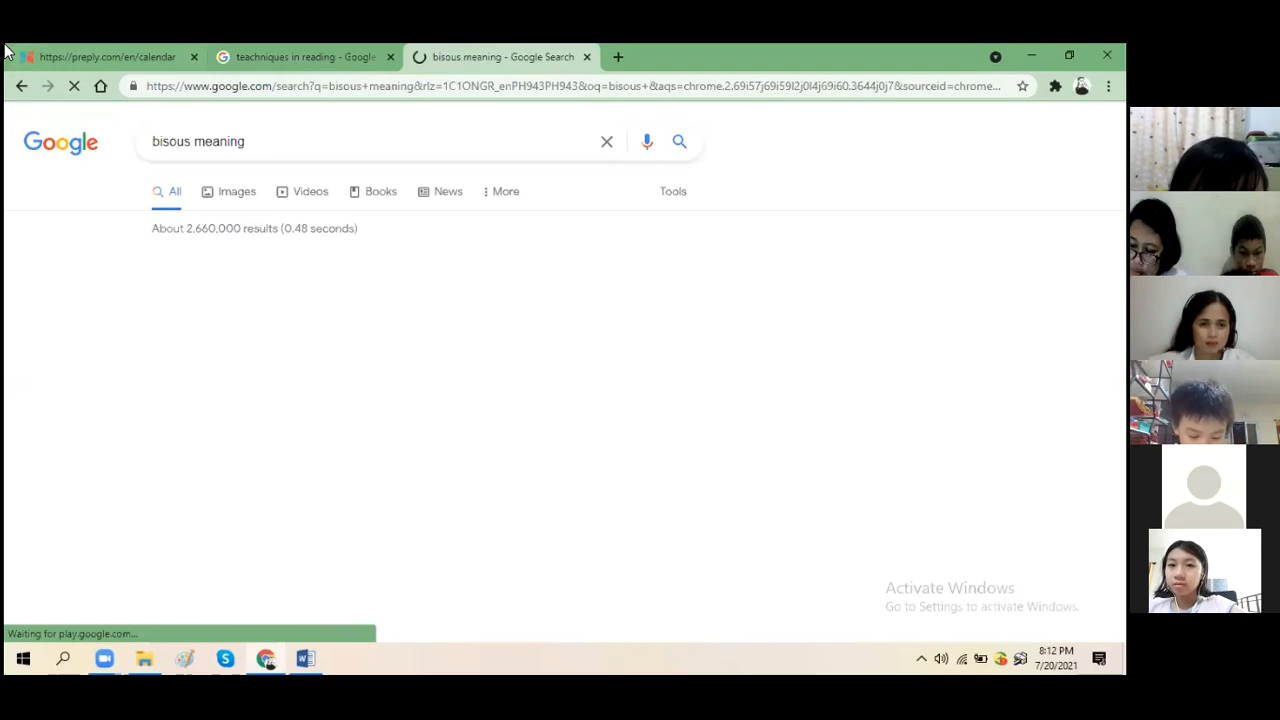 https://preply.com/en/calendar
teachniques in reading - Google
bisous meaning - Google Search
https://www.google.com/search?q=bisous+meaning&rlz=1C1ONGR_enPH943PH943&oq=bisous+&aqs=chrome.2.69i57j69i59l2j0l4j69i60.3644j0j7&sourceid=chrome...
Google
bisous meaning
All
Images
Videos
Books
News
More
Tools
About 2,660,000 results (0.48 seconds)
Activate Windows
Go to Settings to activate Windows.
Waiting for play.google.com...
8:12 PM
7/20/2021